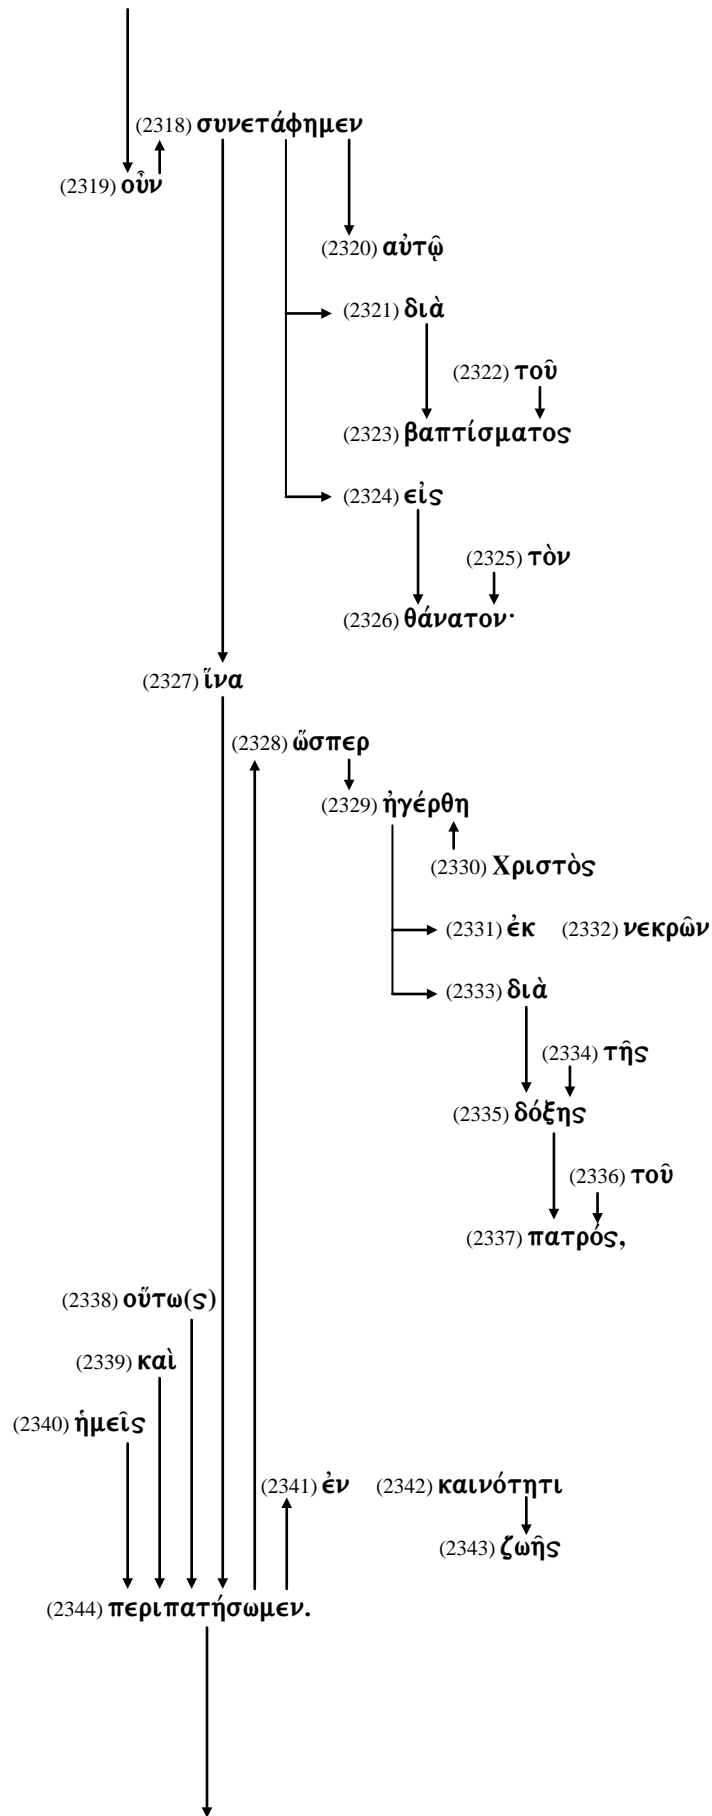 (2318) συνετάφημεν
(2319) οὖν
(2320) αὐτῷ
(2321) διὰ
(2322) τοῦ
(2323) βαπτίσματος
(2324) εἰς
(2325) τὸν
(2326) θάνατον·
(2327) ἵνα
(2328) ὥσπερ
(2329) ἠγέρθη
(2330) Χριστὸς
(2331) ἐκ (2332) νεκρῶν
(2333) διὰ
(2334) τῆς
(2335) δόξης
(2336) τοῦ
(2337) πατρός,
(2338) οὕτω(ς)
(2339) καὶ
(2340) ἡμεῖς
(2341) ἐν (2342) καινότητι
(2343) ζωῆς
(2344) περιπατήσωμεν.